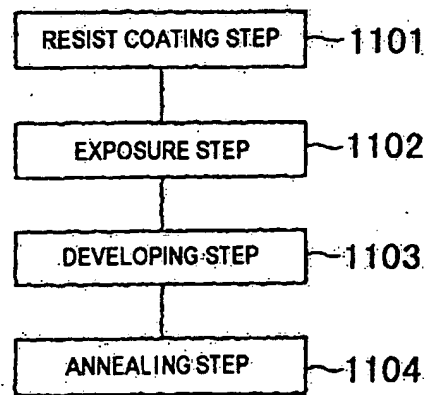 RESIST COATING STEP 1101
EXPOSURE STEP 1102
DEVELOPING STEP 1103
ANNEALING STEP 1104